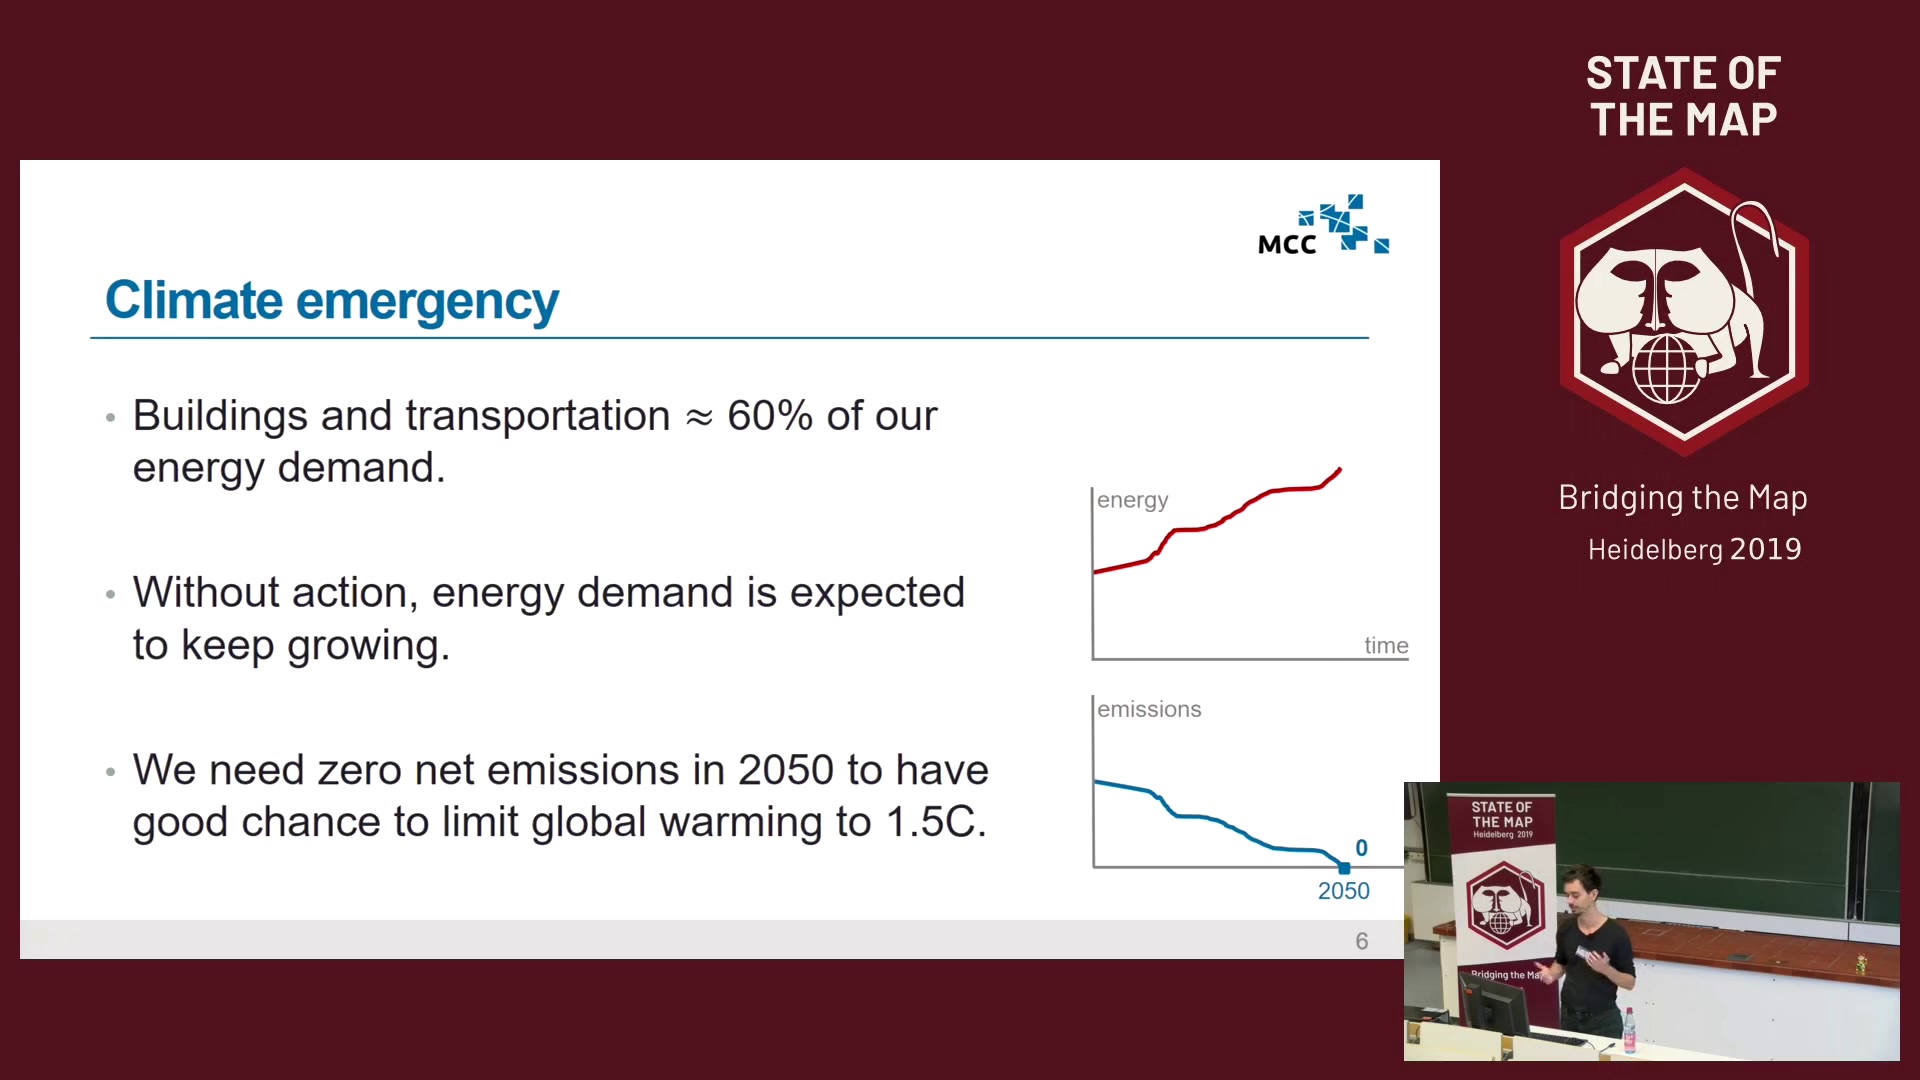 STATE OF
THE MAP
MCC
Climate emergency
• Buildings and transportation ≈ 60% of our
energy demand.
• Without action, energy demand is expected
to keep growing.
• We need zero net emissions in 2050 to have
good chance to limit global warming to 1.5C.
energy
time
emissions
0
2050
6
Bridging the Map
Heidelberg 2019
STATE OF
THE MAP
Heidelberg 2019
Bridging the Map